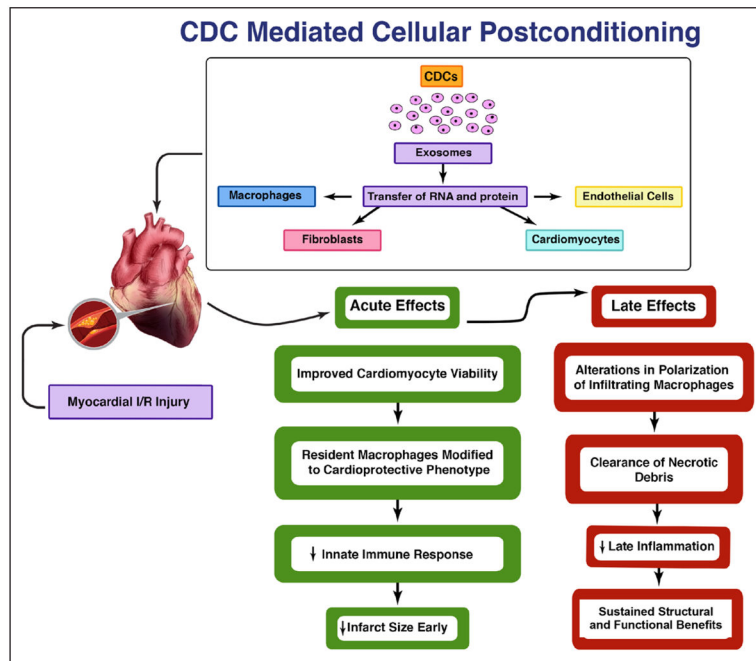 CDC Mediated Cellular Postconditioning
CDCs
Exosomes
Macrophages
Transfer of RNA and protein
Endothelial Cells
Fibroblasts
Cardiomyocytes
Acute Effects
Late Effects
Myocardial I/R Injury
Improved Cardiomyocyte Viability
Resident Macrophages Modified
to Cardioprotective Phenotype
↓ Innate Immune Response
↓Infarct Size Early
Alterations in Polarization
of Infiltrating Macrophages
Clearance of Necrotic
Debris
↓Late Inflammation
Sustained Structural
and Functional Benefits